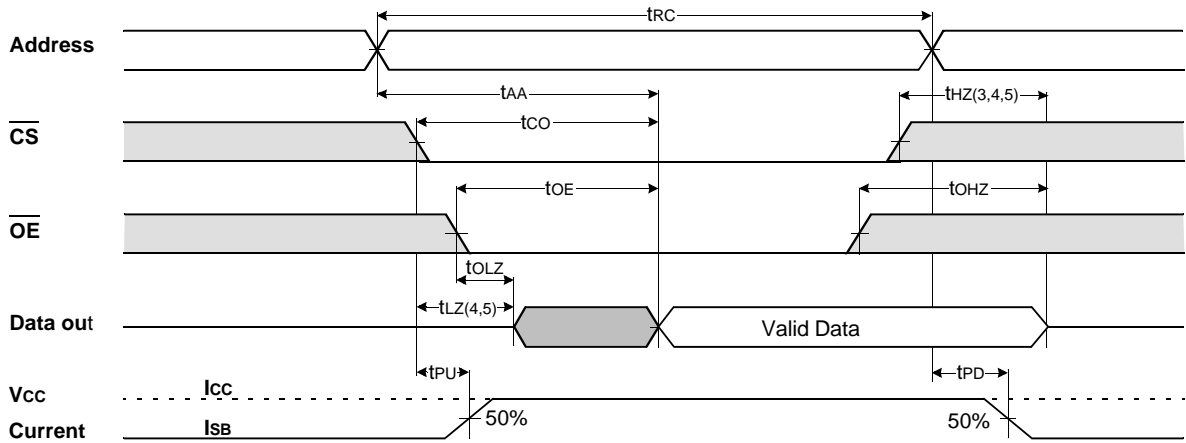 tRC
Address
tAA
tHZ(3,4,5)
CS
tCO
OE
tOE
tOHZ
tOLZ
tLZ(4,5)
Data out
Valid Data
tPU
tPD
VCC
ICC
50%
50%
Current
ISB